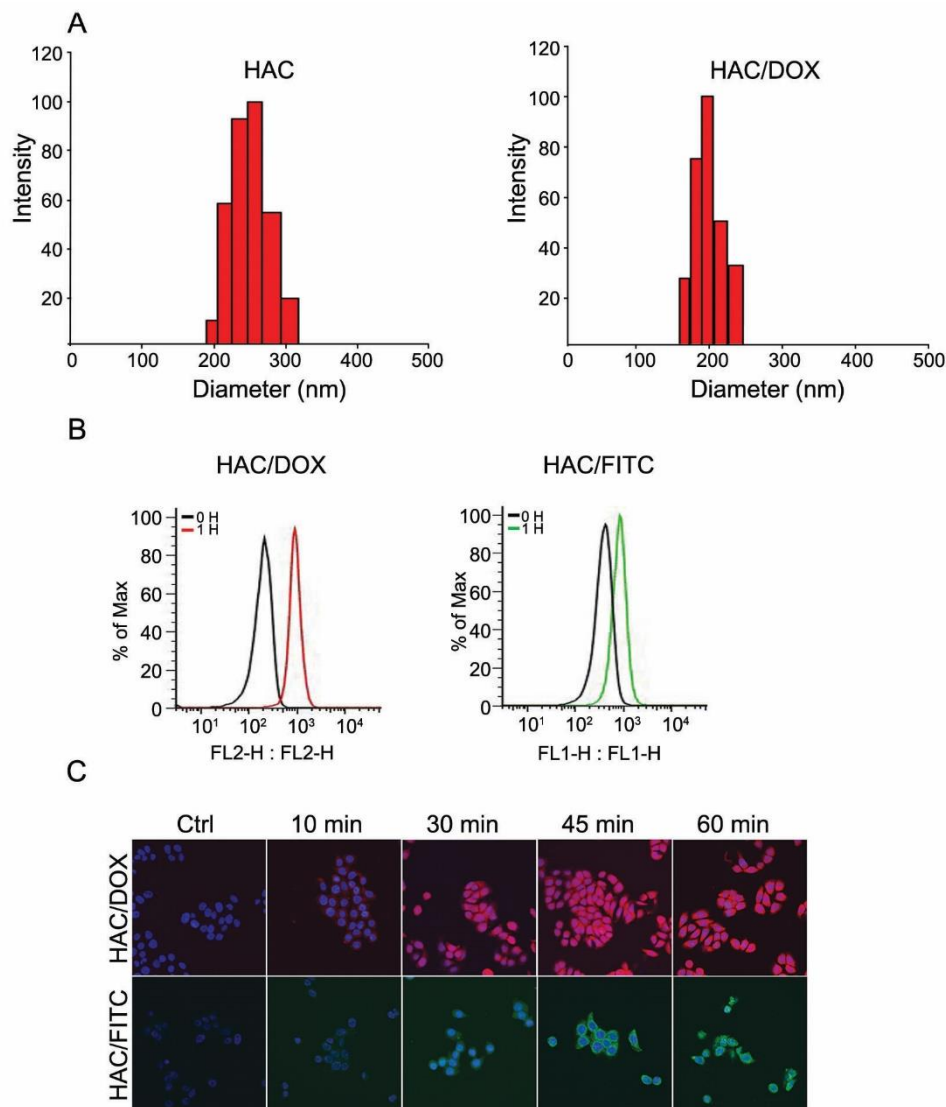 A
HAC
Intensity
120
100
80
60
40
20
0 100 200 300 400 500
Diameter (nm)
HAC/DOX
Intensity
120
100
80
60
40
20
0 100 200 300 400 500
Diameter (nm)
B
HAC/DOX
0 H
1 H
% of Max
100
80
60
40
20
0
10¹ 10² 10³ 10⁴
FL2-H : FL2-H
HAC/FITC
0 H
1 H
% of Max
100
80
60
40
20
0
10¹ 10² 10³ 10⁴
FL1-H : FL1-H
C
Ctrl 10 min 30 min 45 min 60 min
HAC/DOX
HAC/FITC